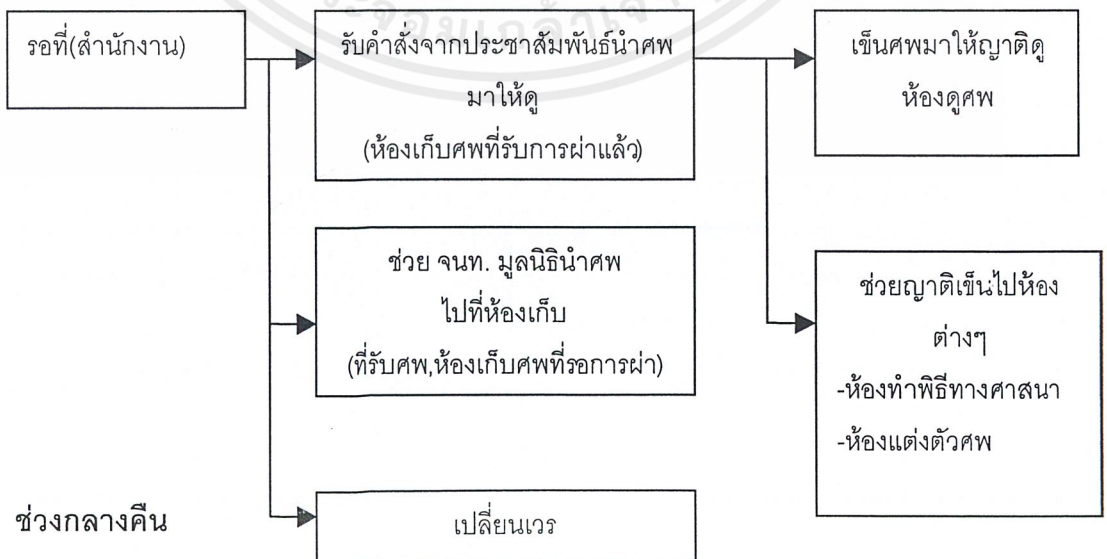 รอที่(สำนักงาน)
รับคำสั่งจากประชาสัมพันธ์นำศพ
มาให้ดู
(ห้องเก็บศพที่รับการผ่าแล้ว)
เข็นศพมาให้ญาติดู
ห้องดูศพ
ช่วย จนท. มูลนิธินำศพ
ไปที่ห้องเก็บ
(ที่รับศพ,ห้องเก็บศพที่รอการผ่า)
ช่วยญาติเข็นไปห้อง
ต่างๆ
-ห้องทำพิธีทางศาสนา
-ห้องแต่งตัวศพ
ช่วงกลางคืน
เปลี่ยนเวร